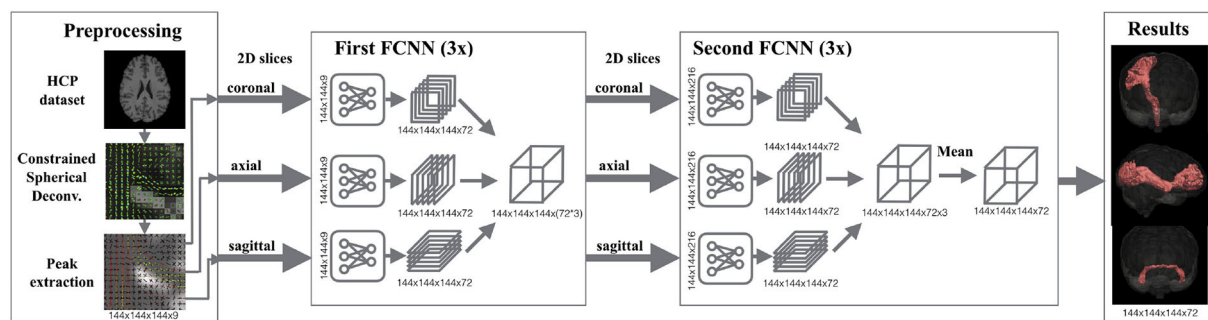 Preprocessing
HCP
dataset
Constrained
Spherical
Deconv.
Peak
extraction
144x144x144x9
2D slices
coronal
axial
sagittal
First FCNN (3x)
144x144x9
144x144x144x72
144x144x9
144x144x144x72
144x144x9
144x144x144x72
144x144x144x(72*3)
2D slices
coronal
axial
sagittal
Second FCNN (3x)
144x144x216
144x144x144x72
144x144x216
144x144x144x72
144x144x216
144x144x144x72
144x144x144x72x3
Mean
144x144x144x72
Results
144x144x144x72